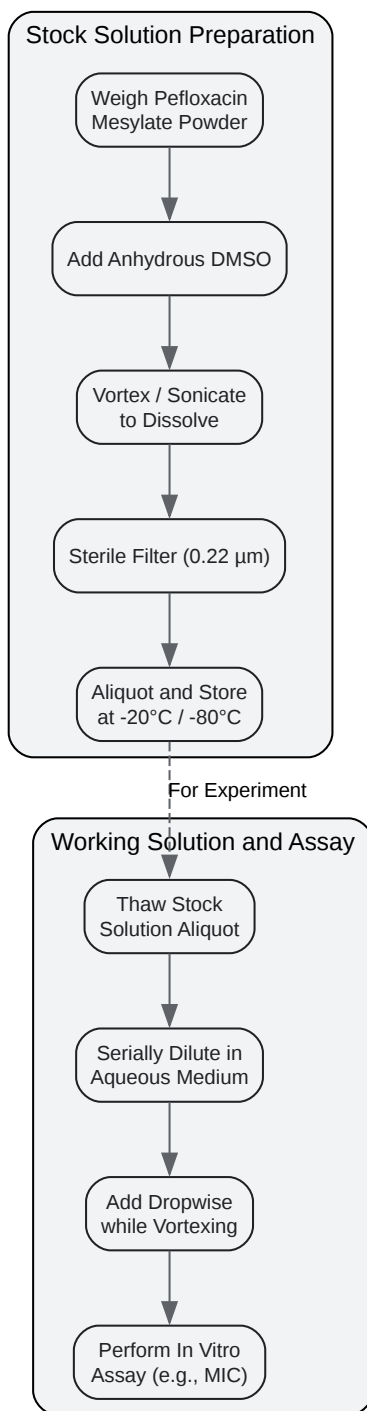 Stock Solution Preparation
Weigh Pefloxacin
Mesylate Powder
Add Anhydrous DMSO
Vortex / Sonicate
to Dissolve
Sterile Filter (0.22 µm)
Aliquot and Store
at -20°C / -80°C
For Experiment
Working Solution and Assay
Thaw Stock
Solution Aliquot
Serially Dilute in
Aqueous Medium
Add Dropwise
while Vortexing
Perform In Vitro
Assay (e.g., MIC)